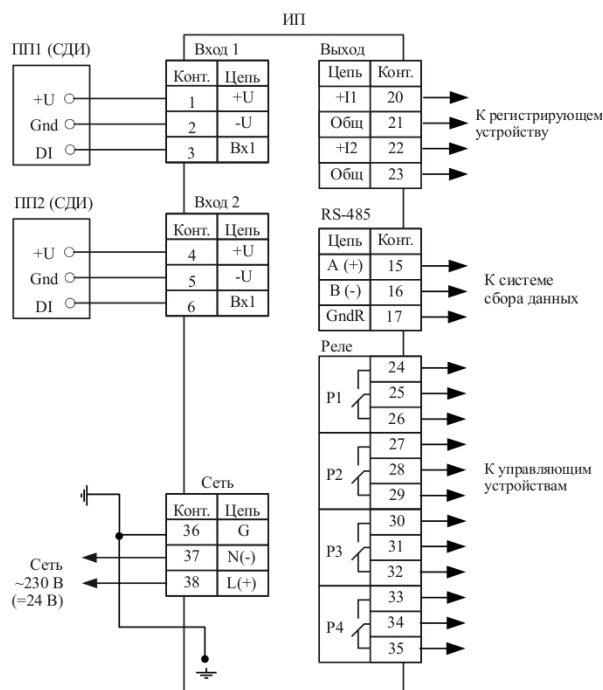 ИП
ПП1 (СДИ)
+U
Gnd
DI
Вход 1
Конт. Цепь
1 +U
2 -U
3 Вх1
ПП2 (СДИ)
+U
Gnd
DI
Вход 2
Конт. Цепь
4 +U
5 -U
6 Вх1
Сеть
Конт. Цепь
36 G
37 N(-)
38 L(+)
Сеть
~230 В
(=24 В)
Выход
Цепь Конт.
+I1 20
Общ 21
+I2 22
Общ 23
К регистрирующем
устройству
RS-485
Цепь Конт.
A (+) 15
B (-) 16
GndR 17
К системе
сбора данных
Реле
P1
24
25
26
P2
27
28
29
P3
30
31
32
P4
33
34
35
К управляющим
устройствам